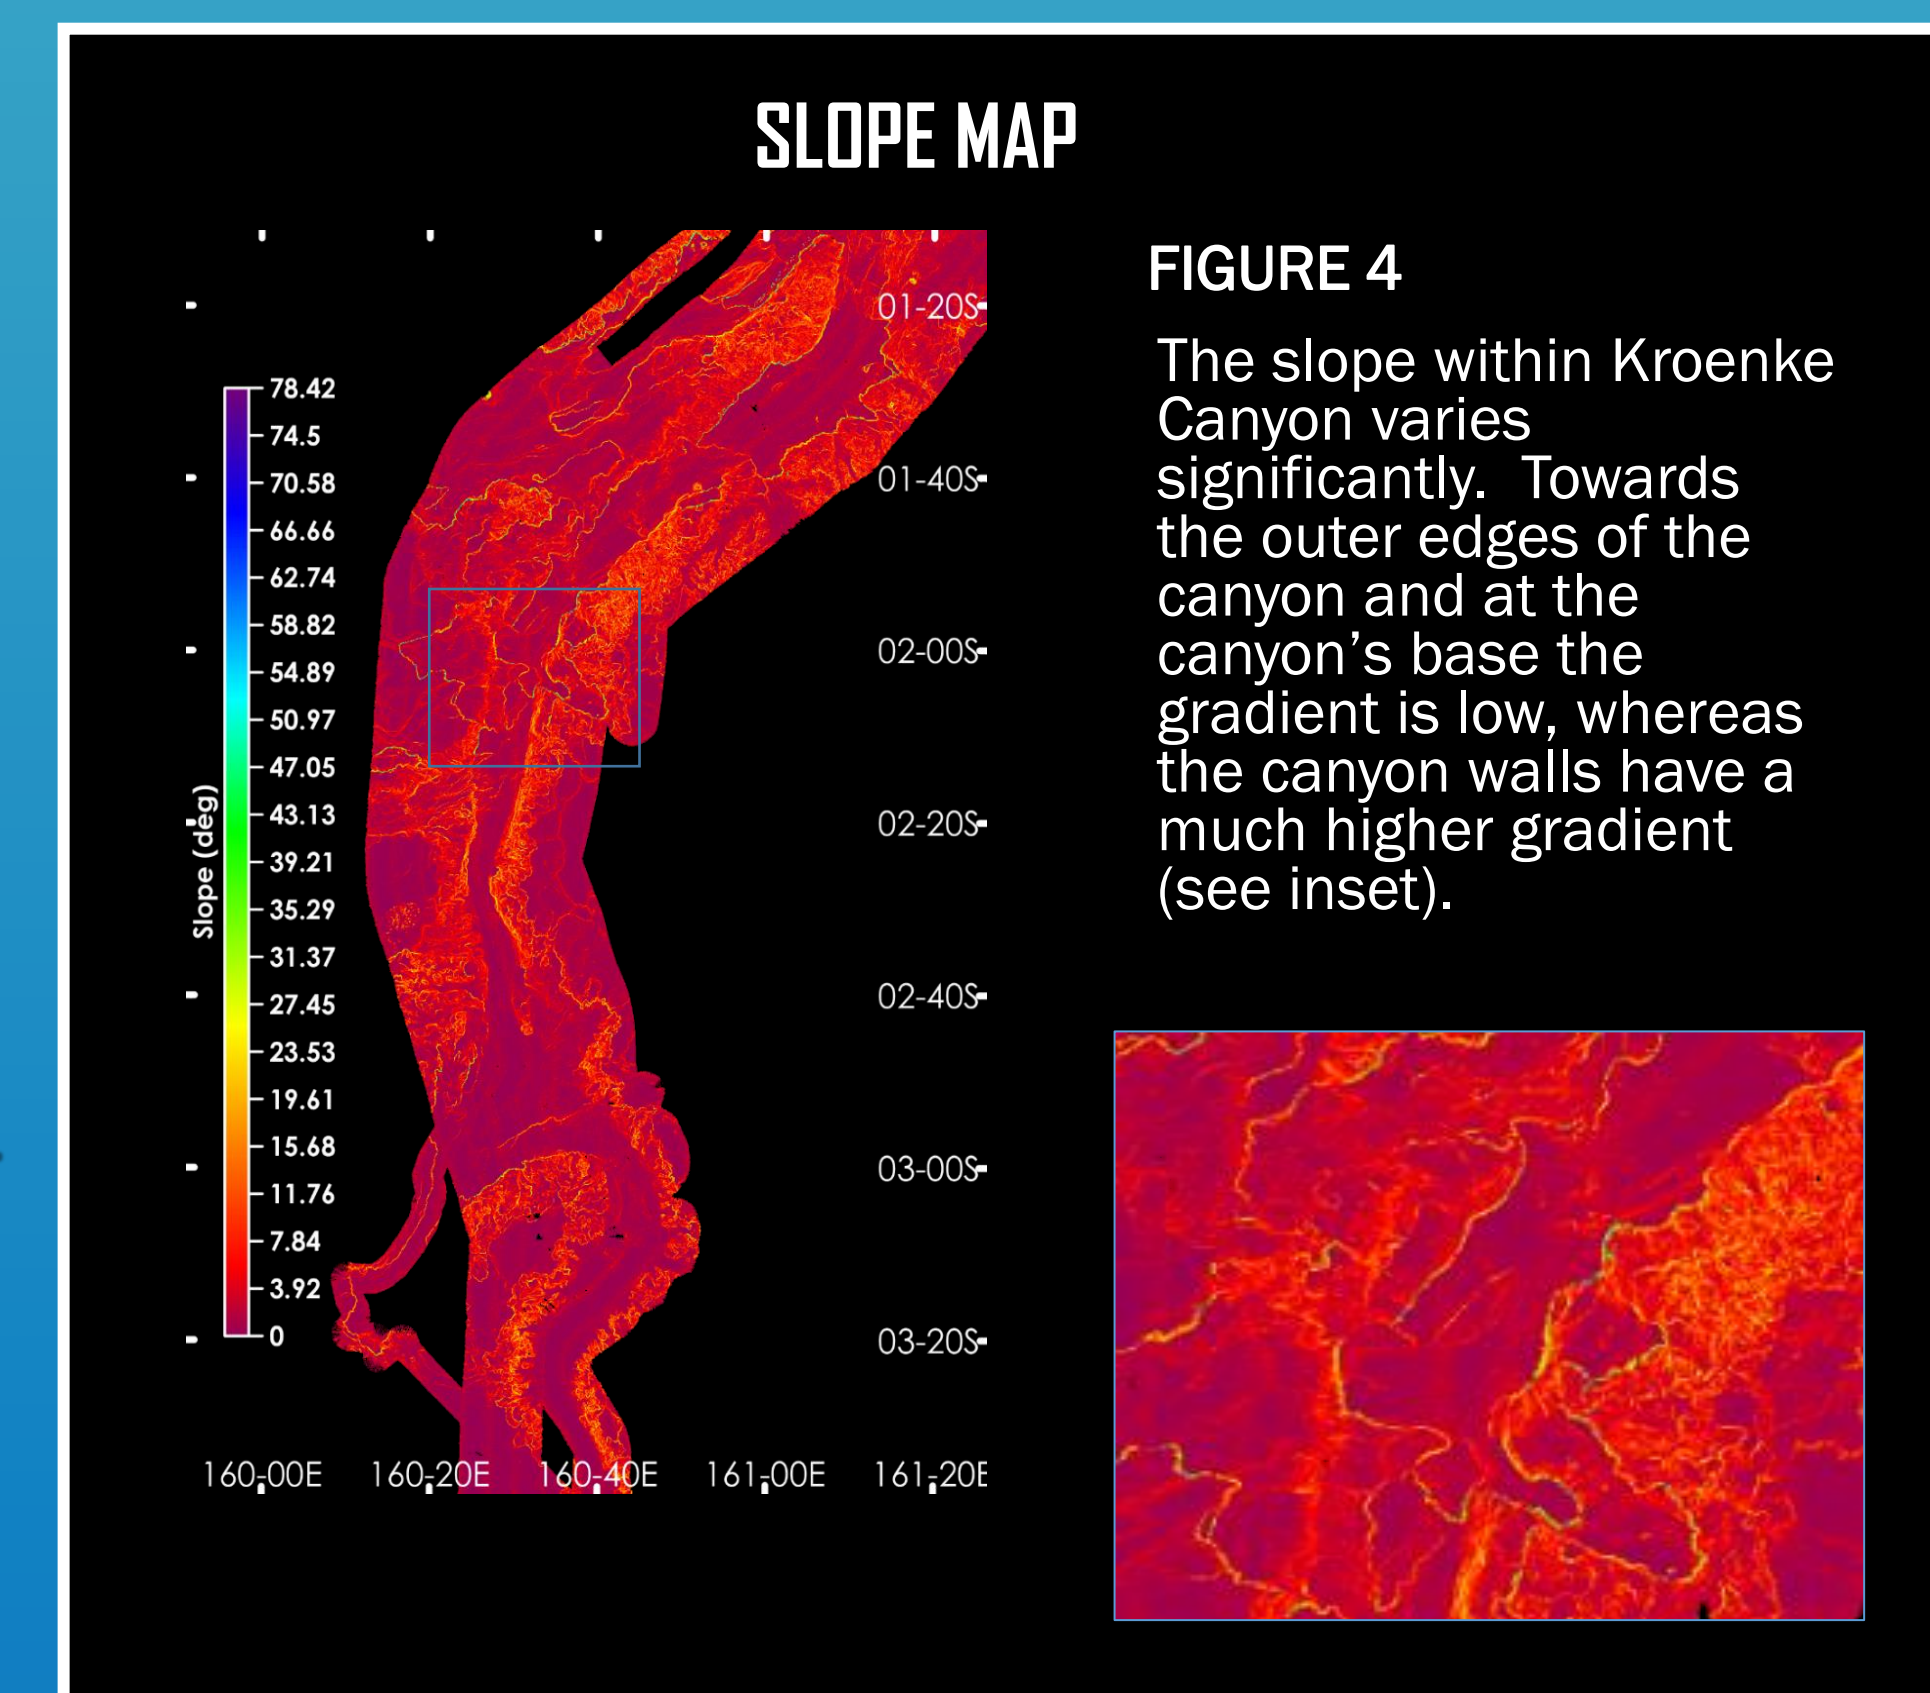 SLOPE MAP
FIGURE 4
The slope within Kroenke
Canyon varies
significantly.  Towards
the outer edges of the
canyon and at the
canyon’s base the
gradient is low, whereas
the canyon walls have a
much higher gradient
(see inset).
Slope (deg)
78.42
74.5
70.58
66.66
62.74
58.82
54.89
50.97
47.05
43.13
39.21
35.29
31.37
27.45
23.53
19.61
15.68
11.76
7.84
3.92
0
01-20S
01-40S
02-00S
02-20S
02-40S
03-00S
03-20S
160-00E 160-20E 160-40E 161-00E 161-20E